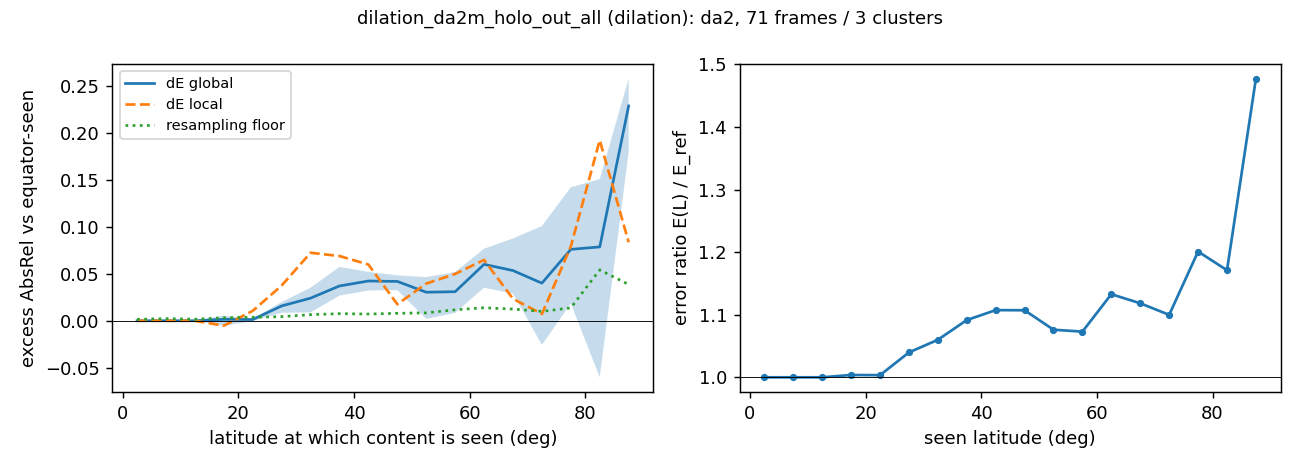 dilation_da2m_holo_out_all (dilation): da2, 71 frames / 3 clusters
excess AbsRel vs equator-seen
0.25
0.20
0.15
0.10
0.05
0.00
−0.05
dE global
dE local
resampling floor
0
20
40
60
80
latitude at which content is seen (deg)
error ratio E(L) / E_ref
1.5
1.4
1.3
1.2
1.1
1.0
0
20
40
60
80
seen latitude (deg)